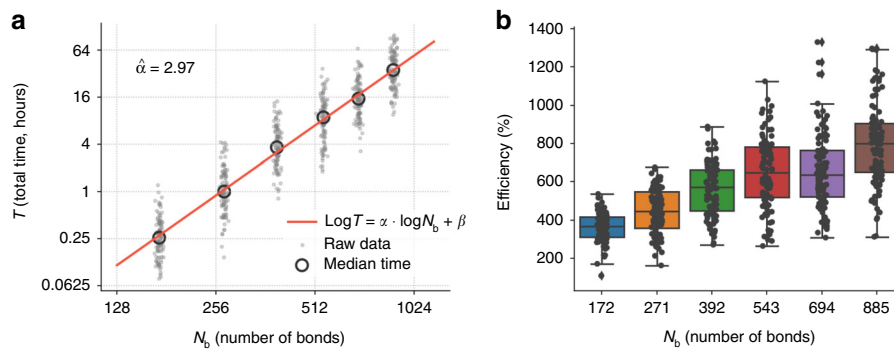 a
T (total time, hours)
64
16
4
1
0.25
0.0625
α̂ = 2.97
LogT = α · logN_b + β
Raw data
Median time
128
256
512
1024
N_b (number of bonds)
b
Efficiency (%)
1400
1200
1000
800
600
400
200
172
271
392
543
694
885
N_b (number of bonds)